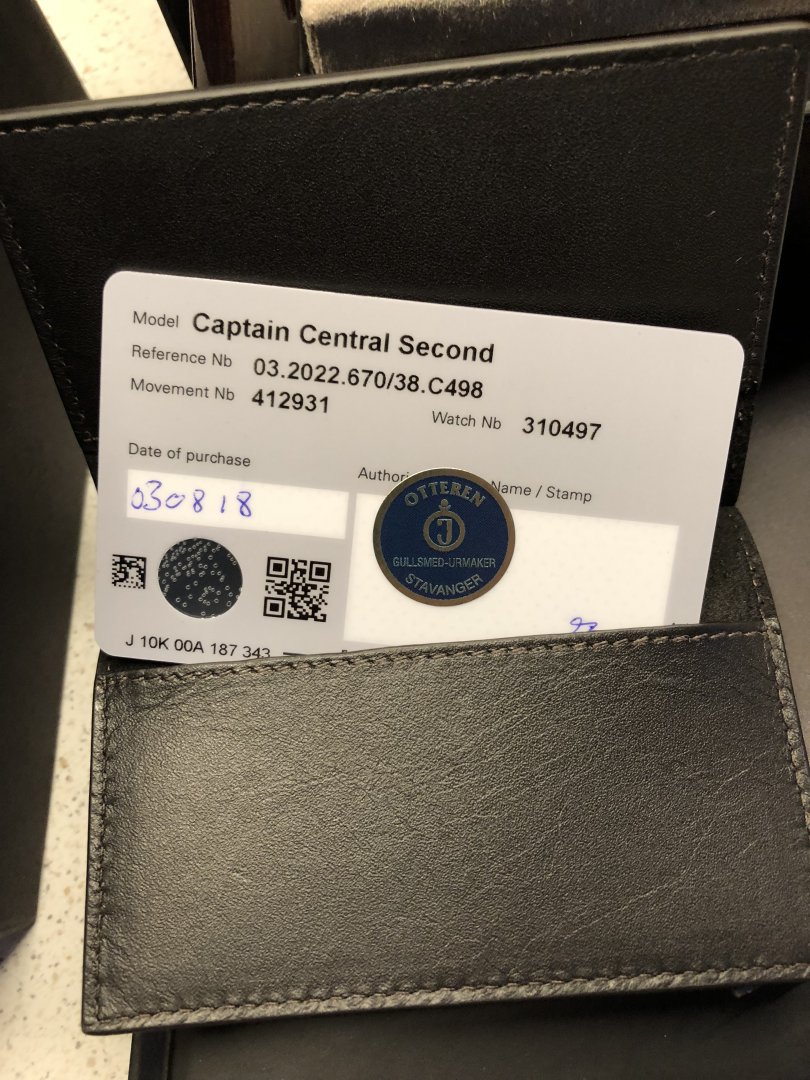 Model Captain Central Second
Reference Nb 03.2022.670/38.C498
Movement Nb 412931
Watch Nb 310497
Date of purchase
030818
Authori
Name / Stamp
OTTEREN
J
GULLSMED-URMAKER
STAVANGER
J 10K 00A 187 343